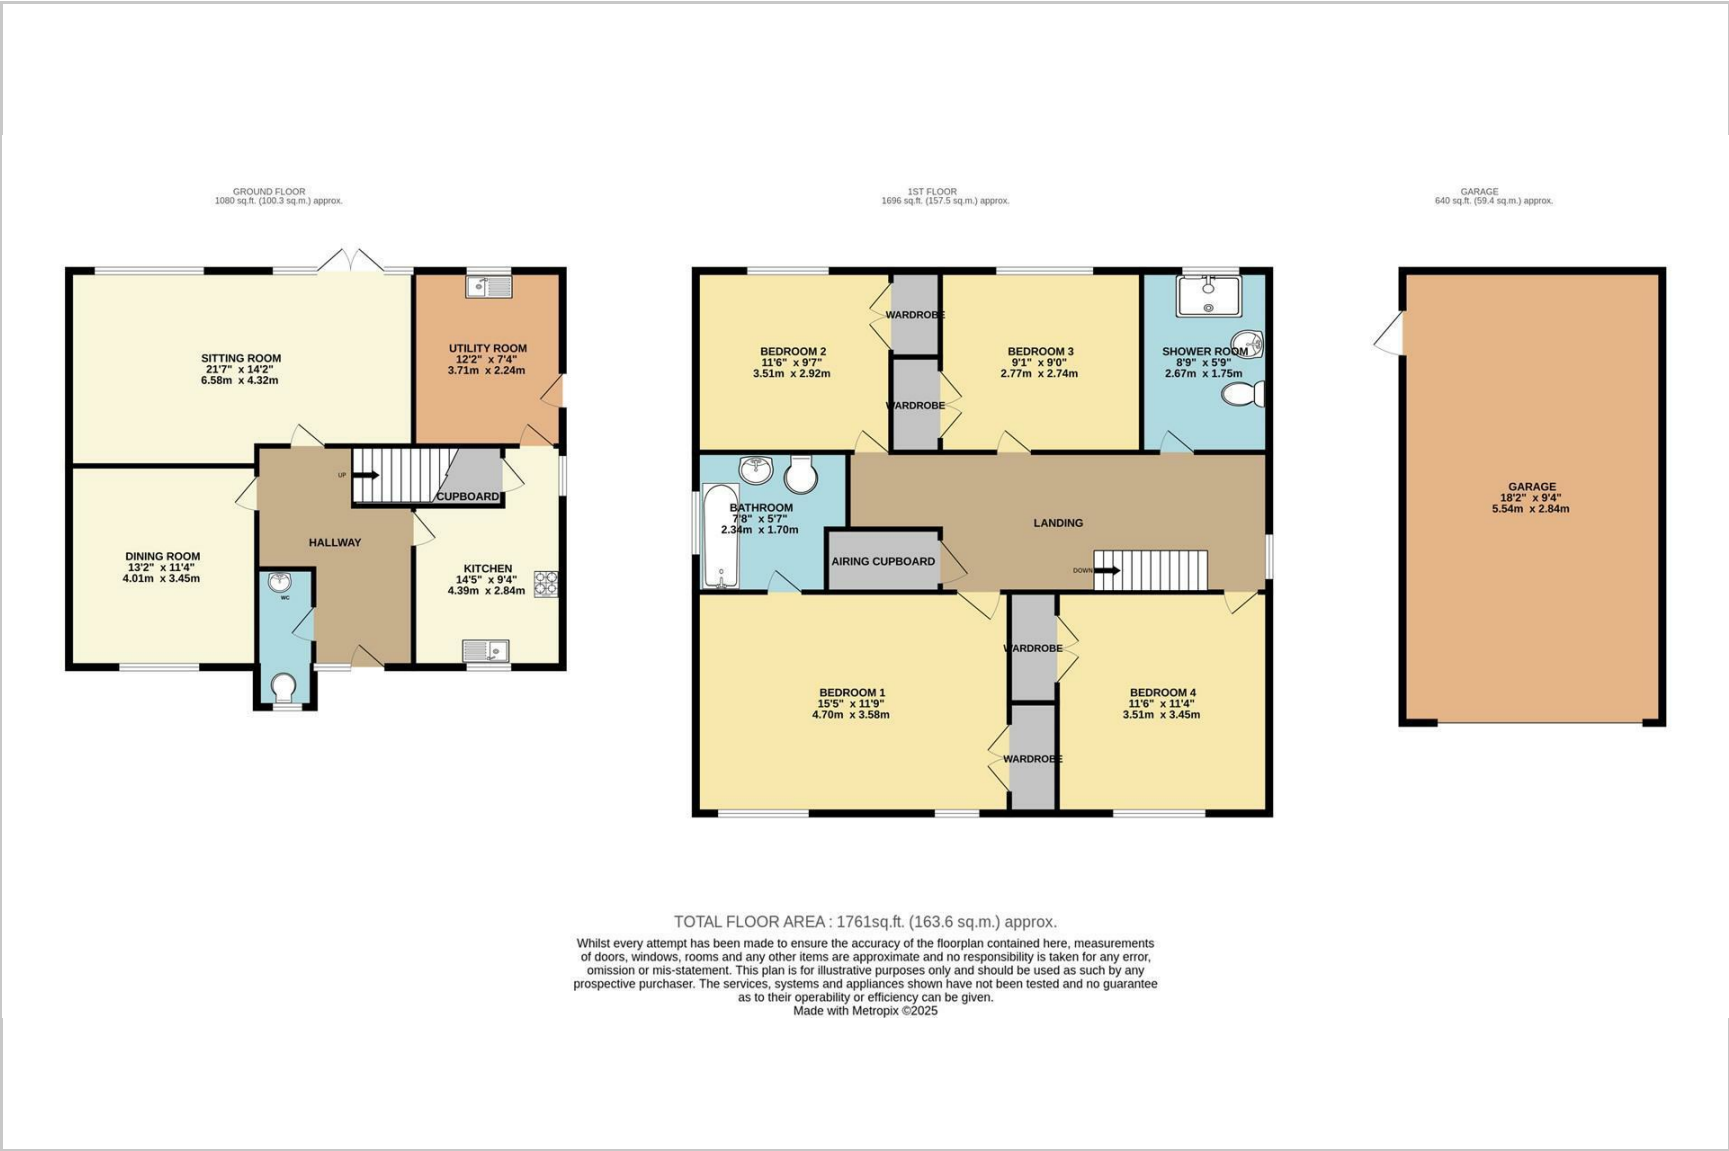 GROUND FLOOR
1080 sq.ft. (100.3 sq.m.) approx.
SITTING ROOM
21'7" x 14'2"
6.58m x 4.32m
UTILITY ROOM
12'2" x 7'4"
3.71m x 2.24m
UP
CUPBOARD
HALLWAY
DINING ROOM
13'2" x 11'4"
4.01m x 3.45m
KITCHEN
14'5" x 9'4"
4.39m x 2.84m
WC
1ST FLOOR
1696 sq.ft. (157.5 sq.m.) approx.
BEDROOM 2
11'6" x 9'7"
3.51m x 2.92m
WARDROBE
WARDROBE
BEDROOM 3
9'1" x 9'0"
2.77m x 2.74m
SHOWER ROOM
8'9" x 5'9"
2.67m x 1.75m
BATHROOM
7'8" x 5'7"
2.34m x 1.70m
LANDING
AIRING CUPBOARD
DOWN
WARDROBE
BEDROOM 1
15'5" x 11'9"
4.70m x 3.58m
BEDROOM 4
11'6" x 11'4"
3.51m x 3.45m
WARDROBE
GARAGE
640 sq.ft. (59.4 sq.m.) approx.
GARAGE
18'2" x 9'4"
5.54m x 2.84m
TOTAL FLOOR AREA : 1761sq.ft. (163.6 sq.m.) approx.
Whilst every attempt has been made to ensure the accuracy of the floorplan contained here, measurements
of doors, windows, rooms and any other items are approximate and no responsibility is taken for any error,
omission or mis-statement. This plan is for illustrative purposes only and should be used as such by any
prospective purchaser. The services, systems and appliances shown have not been tested and no guarantee
as to their operability or efficiency can be given.
Made with Metropix ©2025